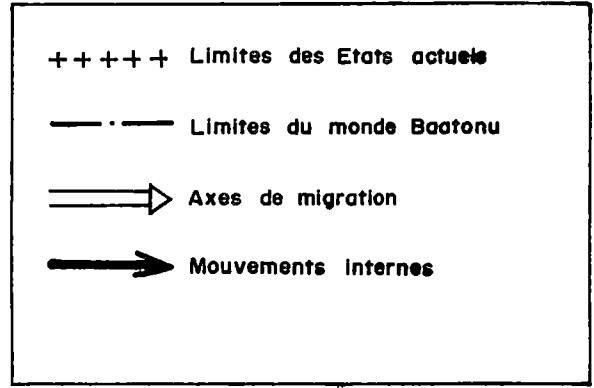 Limites des Etats actuels
Limites du monde Baatonu
Axes de migration
Mouvements internes